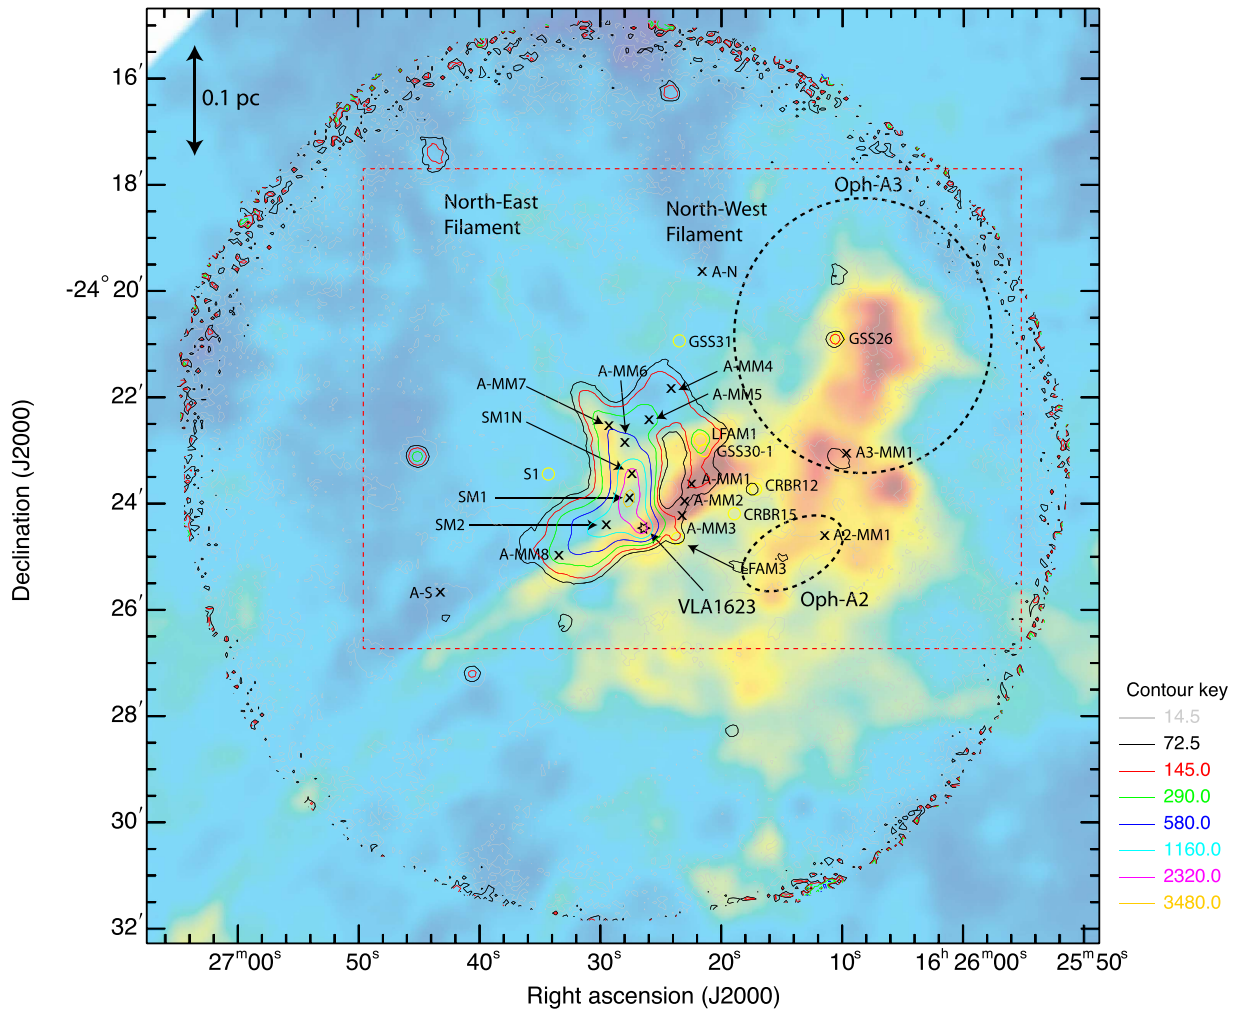 16′
0.1 pc
18′
Oph-A3
North-East
Filament
North-West
Filament
A-N
-24° 20′
GSS31
GSS26
A-MM6
A-MM4
A-MM7
22′
A-MM5
SM1N
LFAM1
GSS30-1
A3-MM1
S1
A-MM1
CRBR12
24′
SM1
A-MM2
CRBR15
SM2
A-MM3
A2-MM1
A-MM8
LFAM3
A-S
VLA1623
Oph-A2
26′
28′
30′
32′
Declination (J2000)
Contour key
14.5
72.5
145.0
290.0
580.0
1160.0
2320.0
3480.0
27ᵐ00ˢ 50ˢ 40ˢ 30ˢ 20ˢ 10ˢ 16ʰ 26ᵐ00ˢ 25ᵐ50ˢ
Right ascension (J2000)